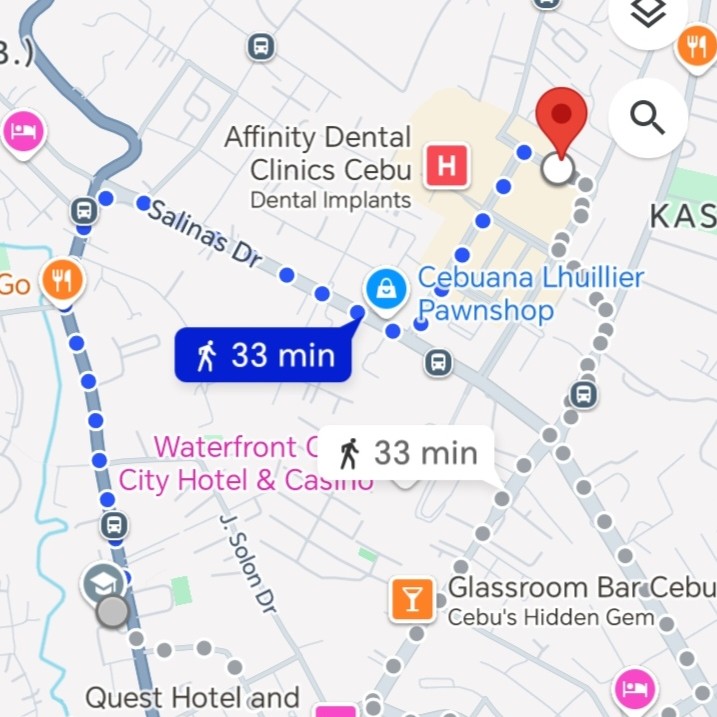 B.)
Affinity Dental
Clinics Cebu
Dental Implants
H
KAS
Salinas Dr
Go
Cebuana Lhuillier
Pawnshop
33 min
33 min
Waterfront C
City Hotel & Casino
J. Solon Dr
Glassroom Bar Cebu
Cebu's Hidden Gem
Quest Hotel and